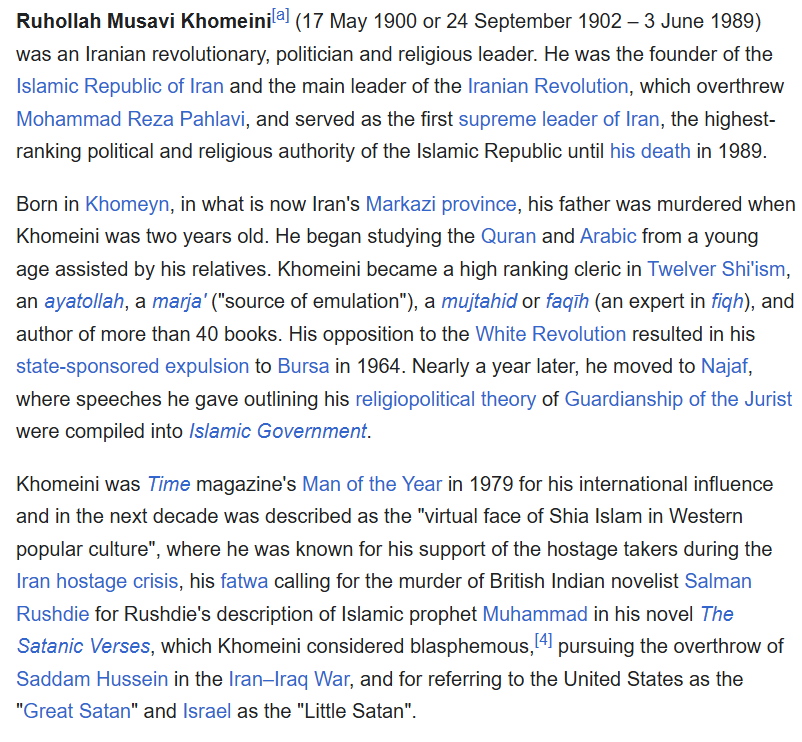 Ruhollah Musavi Khomeini[a] (17 May 1900 or 24 September 1902 – 3 June 1989)
was an Iranian revolutionary, politician and religious leader. He was the founder of the
Islamic Republic of Iran and the main leader of the Iranian Revolution, which overthrew
Mohammad Reza Pahlavi, and served as the first supreme leader of Iran, the highest-
ranking political and religious authority of the Islamic Republic until his death in 1989.
Born in Khomeyn, in what is now Iran's Markazi province, his father was murdered when
Khomeini was two years old. He began studying the Quran and Arabic from a young
age assisted by his relatives. Khomeini became a high ranking cleric in Twelver Shi'ism,
an ayatollah, a marja' ("source of emulation"), a mujtahid or faqīh (an expert in fiqh), and
author of more than 40 books. His opposition to the White Revolution resulted in his
state-sponsored expulsion to Bursa in 1964. Nearly a year later, he moved to Najaf,
where speeches he gave outlining his religiopolitical theory of Guardianship of the Jurist
were compiled into Islamic Government.
Khomeini was Time magazine's Man of the Year in 1979 for his international influence
and in the next decade was described as the "virtual face of Shia Islam in Western
popular culture", where he was known for his support of the hostage takers during the
Iran hostage crisis, his fatwa calling for the murder of British Indian novelist Salman
Rushdie for Rushdie's description of Islamic prophet Muhammad in his novel The
Satanic Verses, which Khomeini considered blasphemous,[4] pursuing the overthrow of
Saddam Hussein in the Iran–Iraq War, and for referring to the United States as the
"Great Satan" and Israel as the "Little Satan".